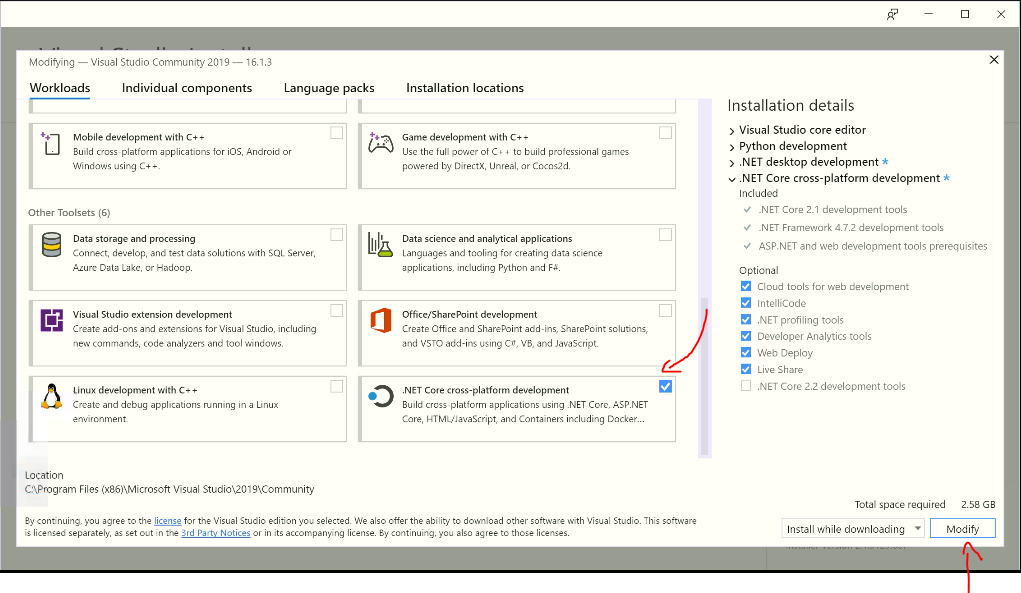 Modifying — Visual Studio Community 2019 — 16.1.3
Workloads
Individual components
Language packs
Installation locations
Mobile development with C++
Build cross-platform applications for iOS, Android or
Windows using C++.
Game development with C++
Use the full power of C++ to build professional games
powered by DirectX, Unreal, or Cocos2d.
Other Toolsets (6)
Data storage and processing
Connect, develop, and test data solutions with SQL Server,
Azure Data Lake, or Hadoop.
Data science and analytical applications
Languages and tooling for creating data science
applications, including Python and F#.
Visual Studio extension development
Create add-ons and extensions for Visual Studio, including
new commands, code analyzers and tool windows.
Office/SharePoint development
Create Office and SharePoint add-ins, SharePoint solutions,
and VSTO add-ins using C#, VB, and JavaScript.
Linux development with C++
Create and debug applications running in a Linux
environment.
.NET Core cross-platform development
Build cross-platform applications using .NET Core, ASP.NET
Core, HTML/JavaScript, and Containers including Docker...
Installation details
Visual Studio core editor
Python development
.NET desktop development *
.NET Core cross-platform development *
Included
.NET Core 2.1 development tools
.NET Framework 4.7.2 development tools
ASP.NET and web development tools prerequisites
Optional
Cloud tools for web development
IntelliCode
.NET profiling tools
Developer Analytics tools
Web Deploy
Live Share
.NET Core 2.2 development tools
Location
C:\Program Files (x86)\Microsoft Visual Studio\2019\Community
Total space required 2.58 GB
By continuing, you agree to the license for the Visual Studio edition you selected. We also offer the ability to download other software with Visual Studio. This software
is licensed separately, as set out in the 3rd Party Notices or in its accompanying license. By continuing, you also agree to those licenses.
Install while downloading
Modify